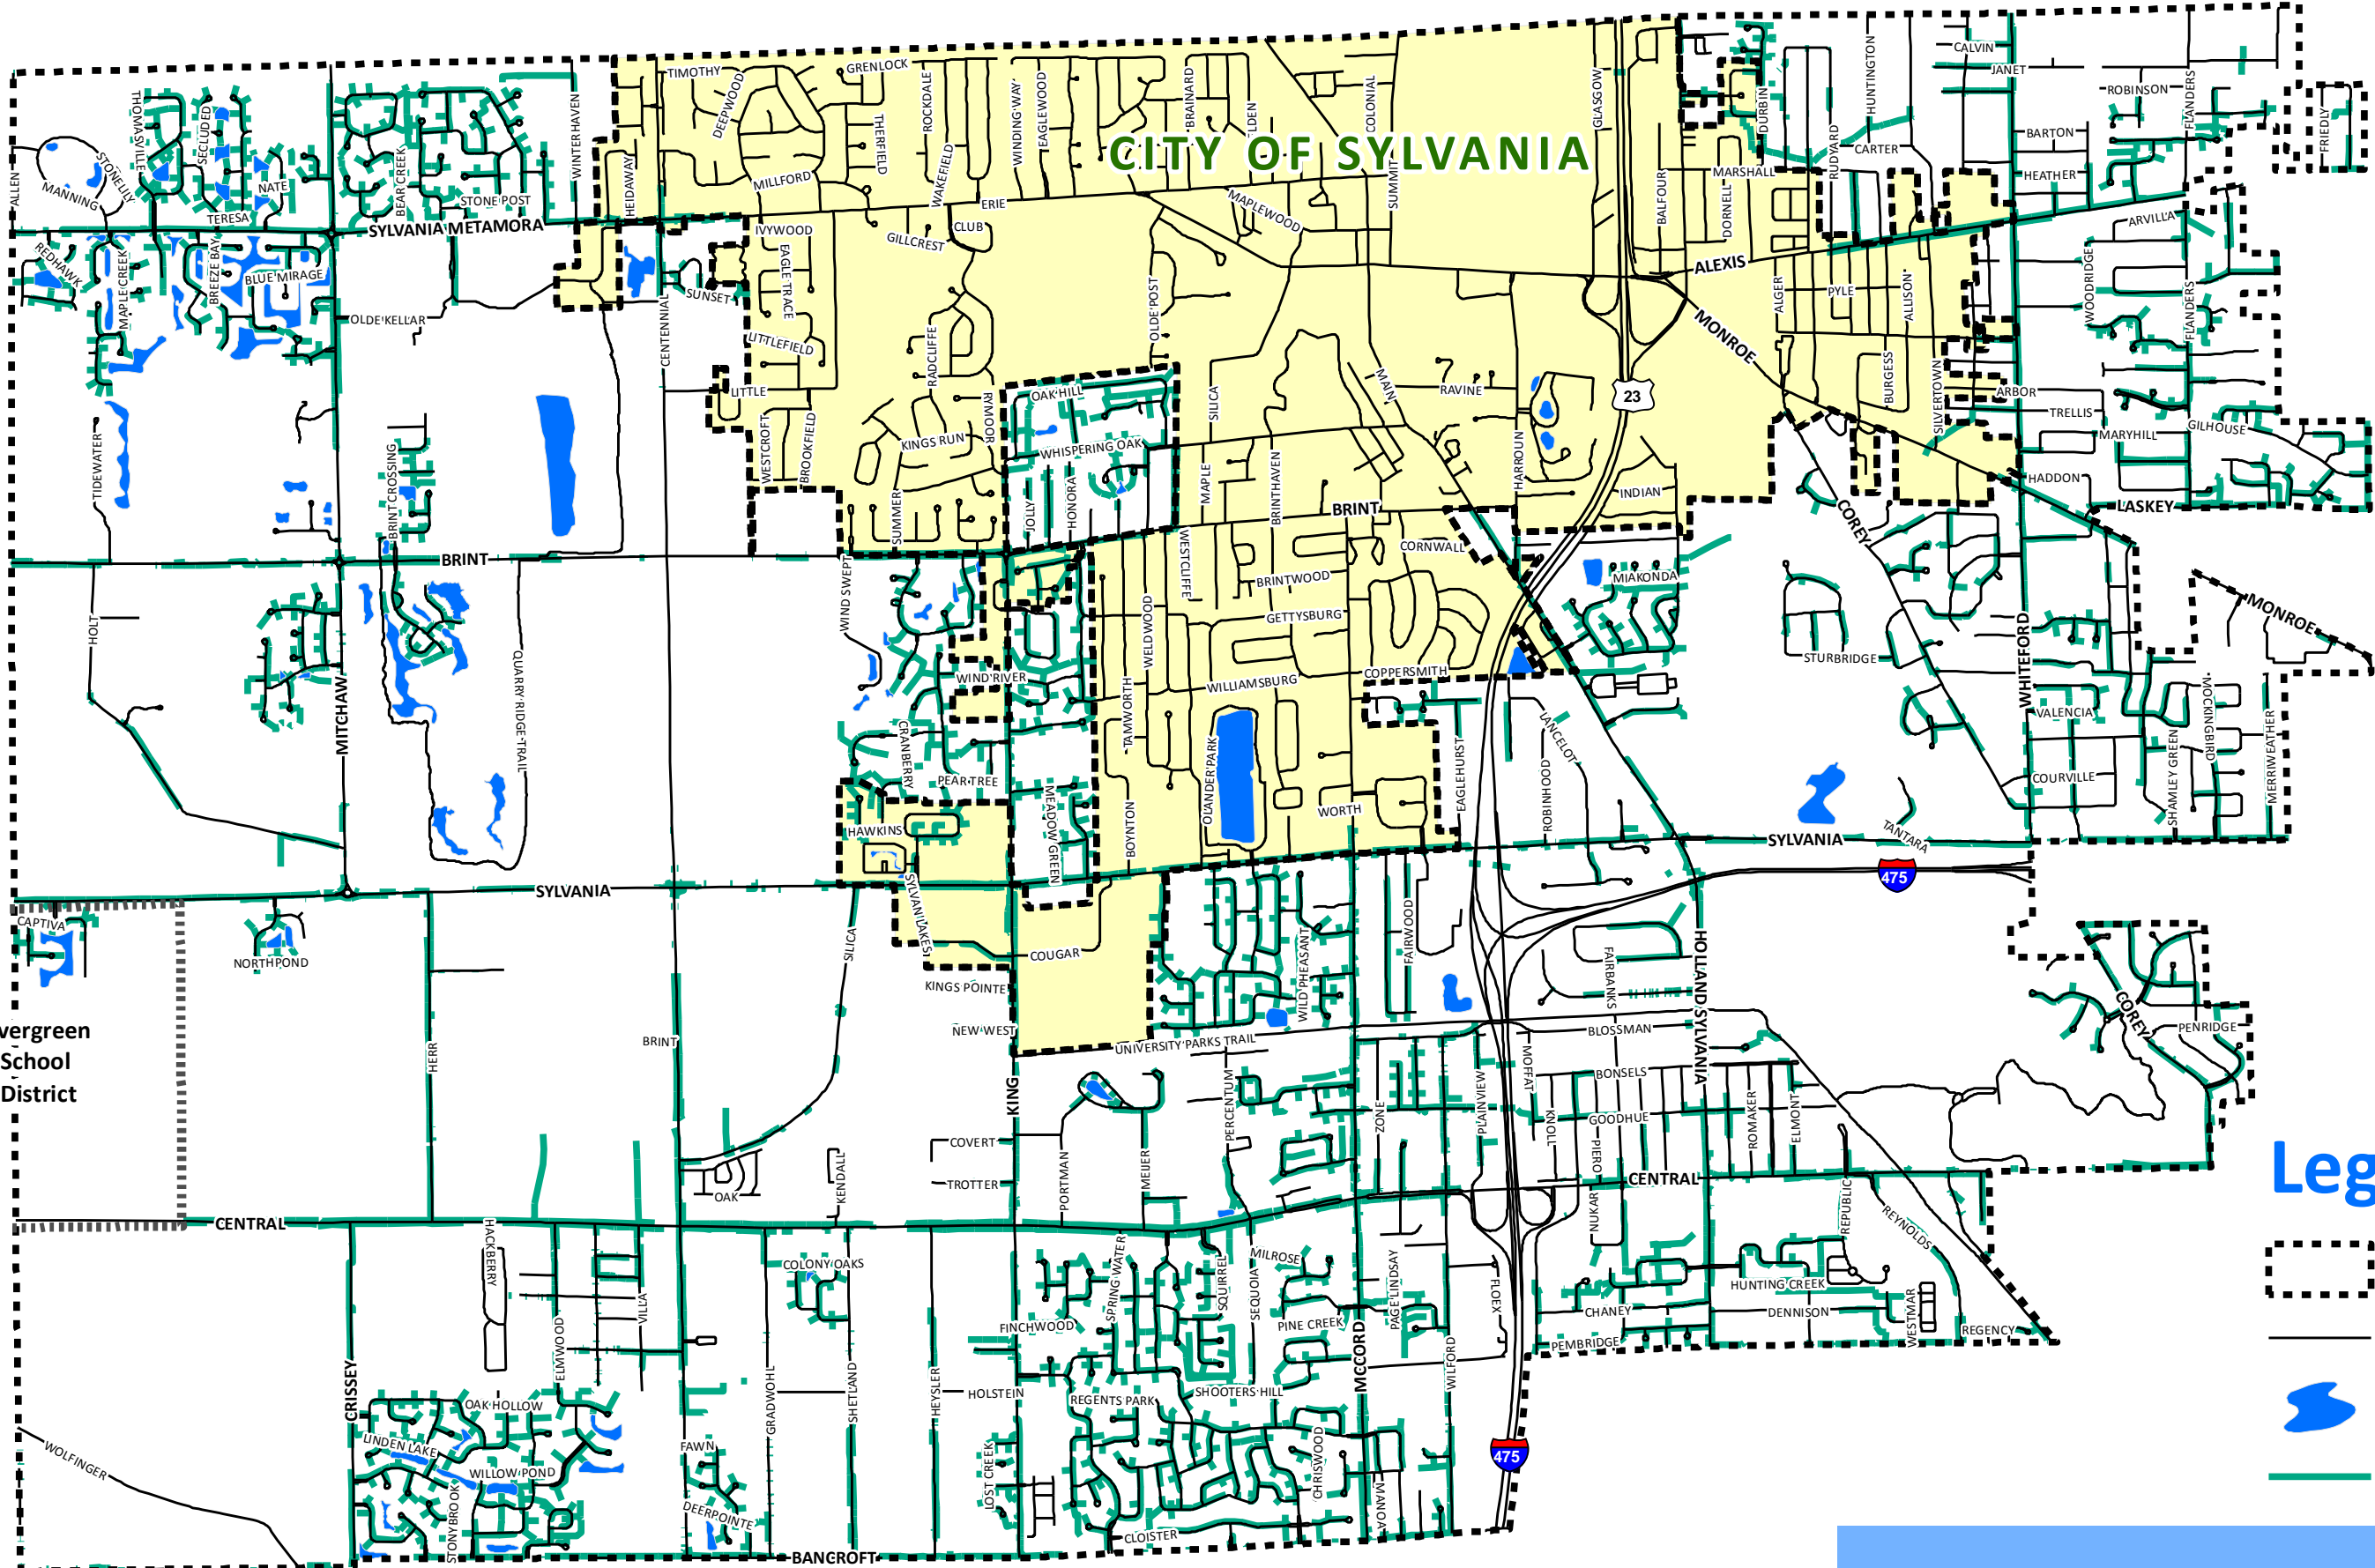 CITY OF SYLVANIA
TIMOTHY
GRENLOCK
DEEPWOOD
THERFIELD
ROCKDALE
WAKEFIELD
WINDING WAY
EAGLEWOOD
BRAINARD
COLONIAL
SUMMIT
GLASGOW
BALFOUR
DORNELL
MARSHALL
DURBIN
RUDYARD
HUNTINGTON
CARTER
CALVIN
JANET
ROBINSON
FLANDERS
BARTON
HEATHER
FRIEDLY
ARVILLA
THOMASVILLE
SECLUDED
STONELILY
MANNING
ALLEN
NATE
TERESA
BEAR CREEK
STONE POST
WINTERHAVEN
HEIDAWAY
MILLFORD
ERIE
CLUB
GILLCREST
MAPLEWOOD
SYLVANIA METAMORA
REDHAWK
MAPLE CREEK
BREEZE BAY
BLUE MIRAGE
OLDE KELLAR
SUNSET
CENTENNIAL
IVYWOOD
EAGLE TRACE
LITTLEFIELD
LITTLE
RADCLIFFE
OLDE POST
ALEXIS
MONROE
ALGER
PYLE
ALLISON
WOODRIDGE
FLANDERS
BURGESS
SILVERTOWN
ARBOR
TRELLIS
MARYHILL
GILHOUSE
HADDON
LASKEY
TIDEWATER
BRINT CROSSING
WESTCROFT
BROOKFIELD
KINGS RUN
RYMOOR
SUMMER
OAK HILL
WHISPERING OAK
JOLLY
HONORA
SILICA
MAPLE
BRINTHAVEN
MAIN
RAVINE
HARROUN
23
INDIAN
COREY
BRINT
BRINT
WESTCLIFFE
CORNWALL
BRINTWOOD
GETTYSBURG
MIAKONDA
HOLT
MITCHAW
QUARRY RIDGE TRAIL
WIND SWEPT
WIND RIVER
WELDWOOD
TAMWORTH
WILLIAMSBURG
COPPERSMITH
STURBRIDGE
WHITEFORD
MONROE
VALENCIA
MOCKINGBIRD
MERRIWEATHER
SHAMLEY GREEN
COURVILLE
CRANBERRY
PEAR TREE
MEADOW GREEN
BOYNTON
OLANDER PARK
WORTH
EAGLEHURST
LANCELOT
ROBINHOOD
HAWKINS
SYLVAN LAKES
SYLVANIA
SYLVANIA
TANTARA
475
CAPTIVA
NORTH POND
SILICA
COUGAR
KINGS POINTE
NEW WEST
WILD PHEASANT
FAIRWOOD
FAIRBANKS
HOLLAND SYLVANIA
COREY
PENRIDGE
vergreen
School
District
HERR
BRINT
KING
UNIVERSITY PARKS TRAIL
BLOSSMAN
BONSELS
MOFFAT
PLAINVIEW
ZONE
PERCENTUM
KNOLL
GOODHUE
PIERO
ROMAKER
ELMONT
COVERT
TROTTER
PORTMAN
MEIJER
KENDALL
OAK
CENTRAL
CENTRAL
NUKAR
REPUBLIC
REYNOLDS
Leg
HACKBERRY
VILLA
ELMWOOD
COLONY OAKS
SPRING WATER
SQUIRREL
SEQUOIA
MILROSE
PAGE LINDSAY
FLOEX
HUNTING CREEK
CHANEY
DENNISON
WESTMAR
REGENCY
PEMBRIDGE
FINCHWOOD
PINE CREEK
CRISSEY
OAK HOLLOW
LINDEN LAKE
WILLOW POND
STONYBROOK
FAWN
DEERPOINTE
GRADWOHL
SHETLAND
HEYSLER
HOLSTEIN
LOST CREEK
REGENTS PARK
SHOOTERS HILL
CHRISWOOD
MCCORD
WILFORD
MANOA
475
WOLFINGER
CLOISTER
BANCROFT